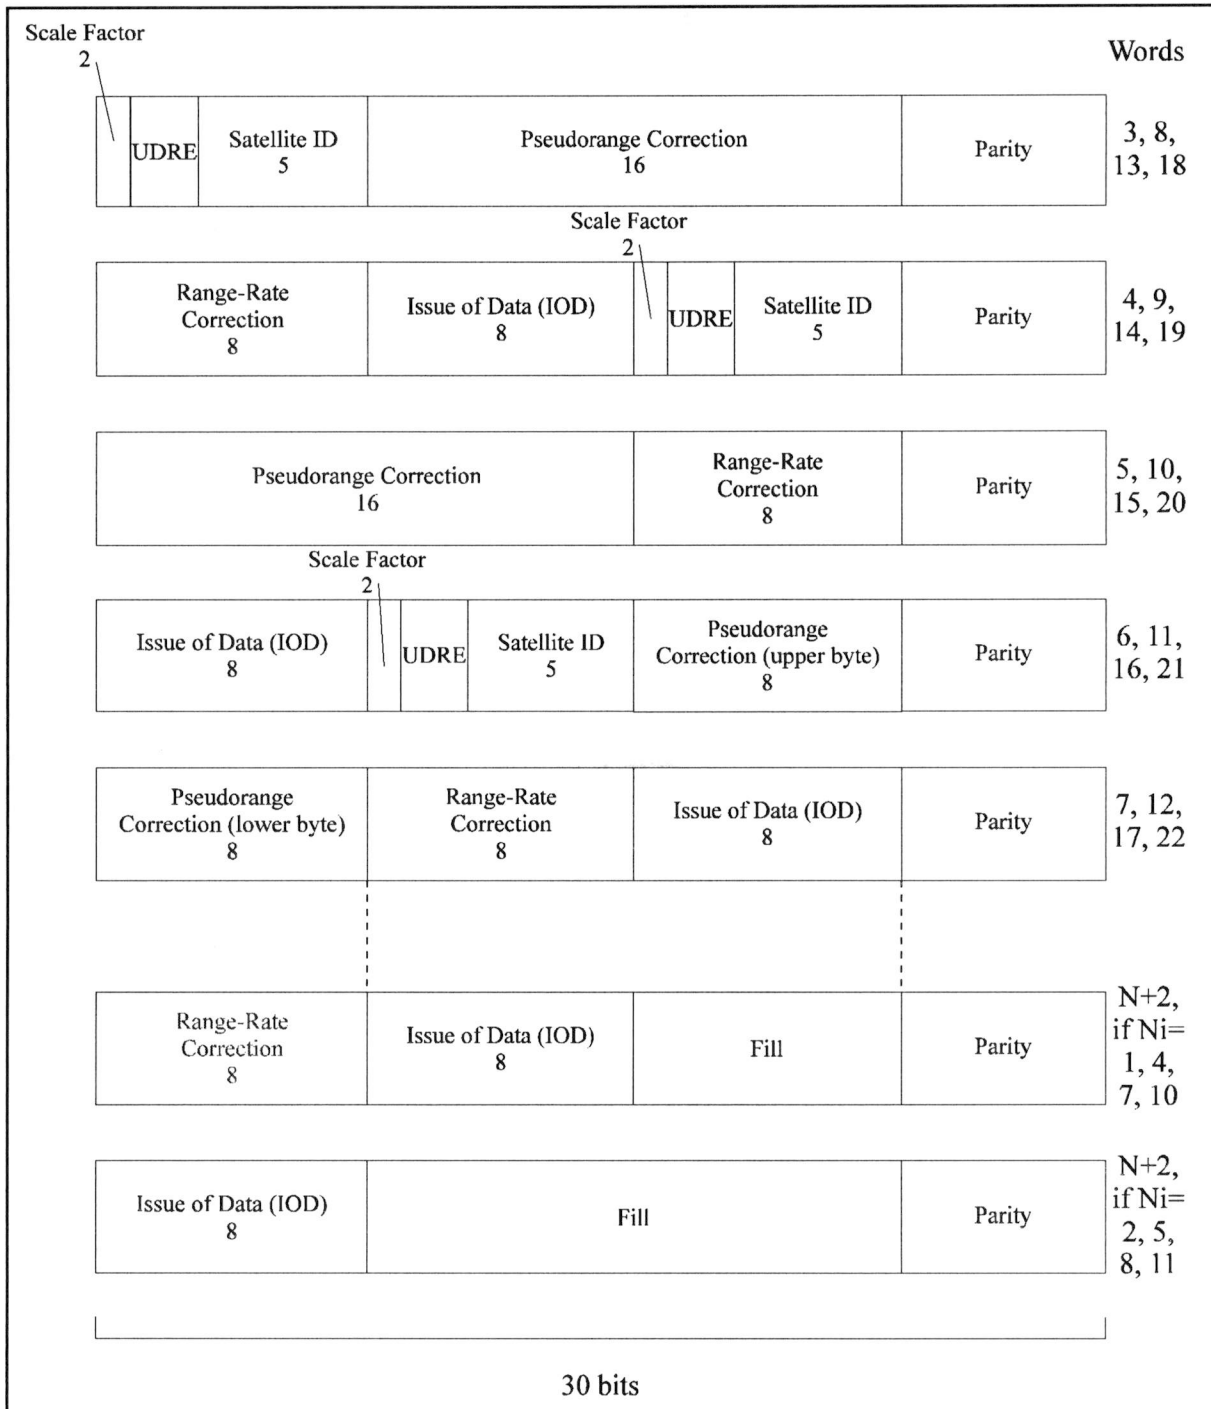 Scale Factor
2
Words
UDRE
Satellite ID
5
Pseudorange Correction
16
Parity
3, 8,
13, 18
Scale Factor
2
Range-Rate
Correction
8
Issue of Data (IOD)
8
UDRE
Satellite ID
5
Parity
4, 9,
14, 19
Pseudorange Correction
16
Range-Rate
Correction
8
Parity
5, 10,
15, 20
Scale Factor
2
Issue of Data (IOD)
8
UDRE
Satellite ID
5
Pseudorange
Correction (upper byte)
8
Parity
6, 11,
16, 21
Pseudorange
Correction (lower byte)
8
Range-Rate
Correction
8
Issue of Data (IOD)
8
Parity
7, 12,
17, 22
Range-Rate
Correction
8
Issue of Data (IOD)
8
Fill
Parity
N+2,
if Ni=
1, 4,
7, 10
Issue of Data (IOD)
8
Fill
Parity
N+2,
if Ni=
2, 5,
8, 11
30 bits